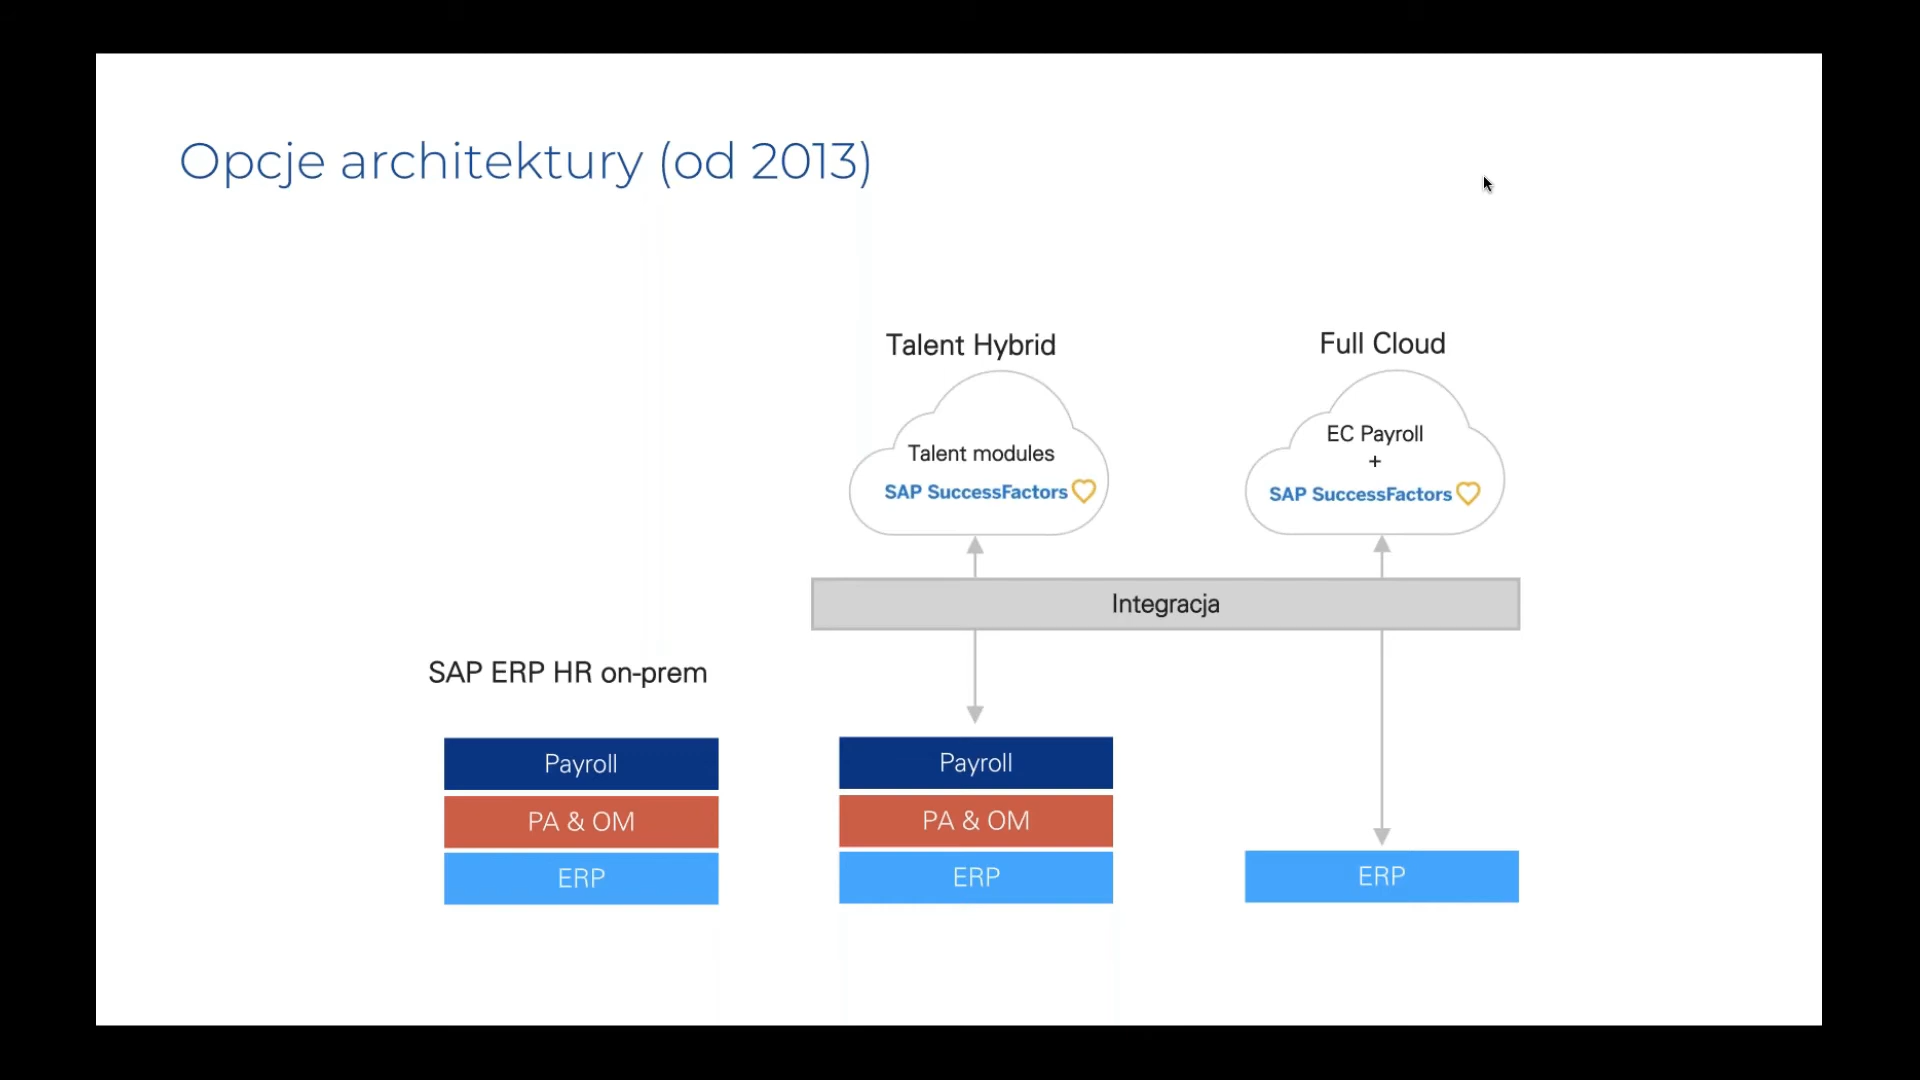 Opcje architektury (od 2013)
Talent Hybrid
Full Cloud
Talent modules
SAP SuccessFactors
EC Payroll
+
SAP SuccessFactors
Integracja
SAP ERP HR on-prem
Payroll
PA & OM
ERP
Payroll
PA & OM
ERP
ERP